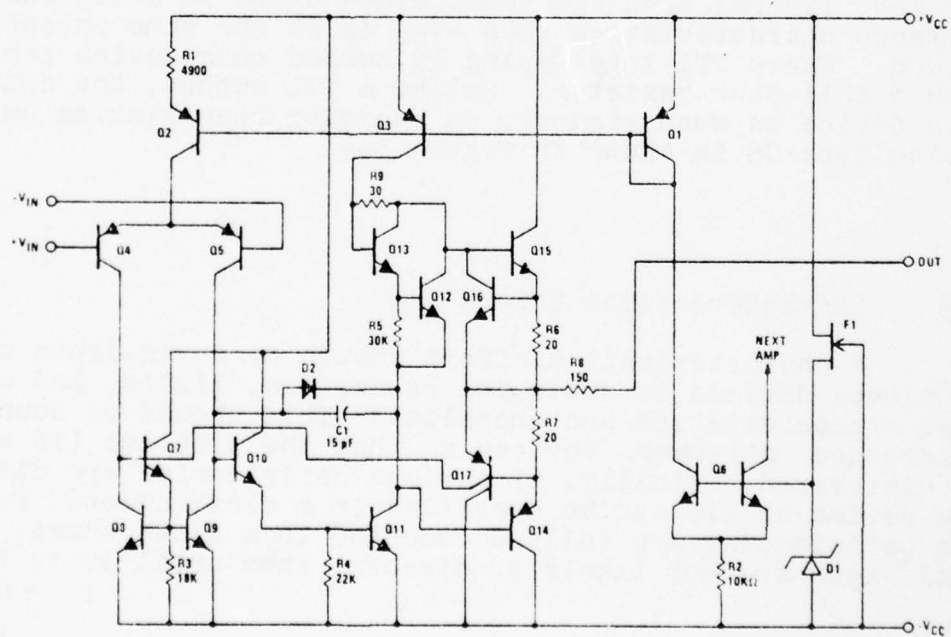 +VCC
R1
4900
Q2
Q3
Q1
R9
30
-VIN
+VIN
Q4
Q5
Q13
Q15
Q12
Q16
OUT
R5
30K
R6
20
R8
150
NEXT
AMP
F1
D2
C1
15 pF
R7
20
Q7
Q10
Q17
Q6
Q3
Q9
Q11
Q14
R3
18K
R4
22K
R2
10KΩ
D1
VCC